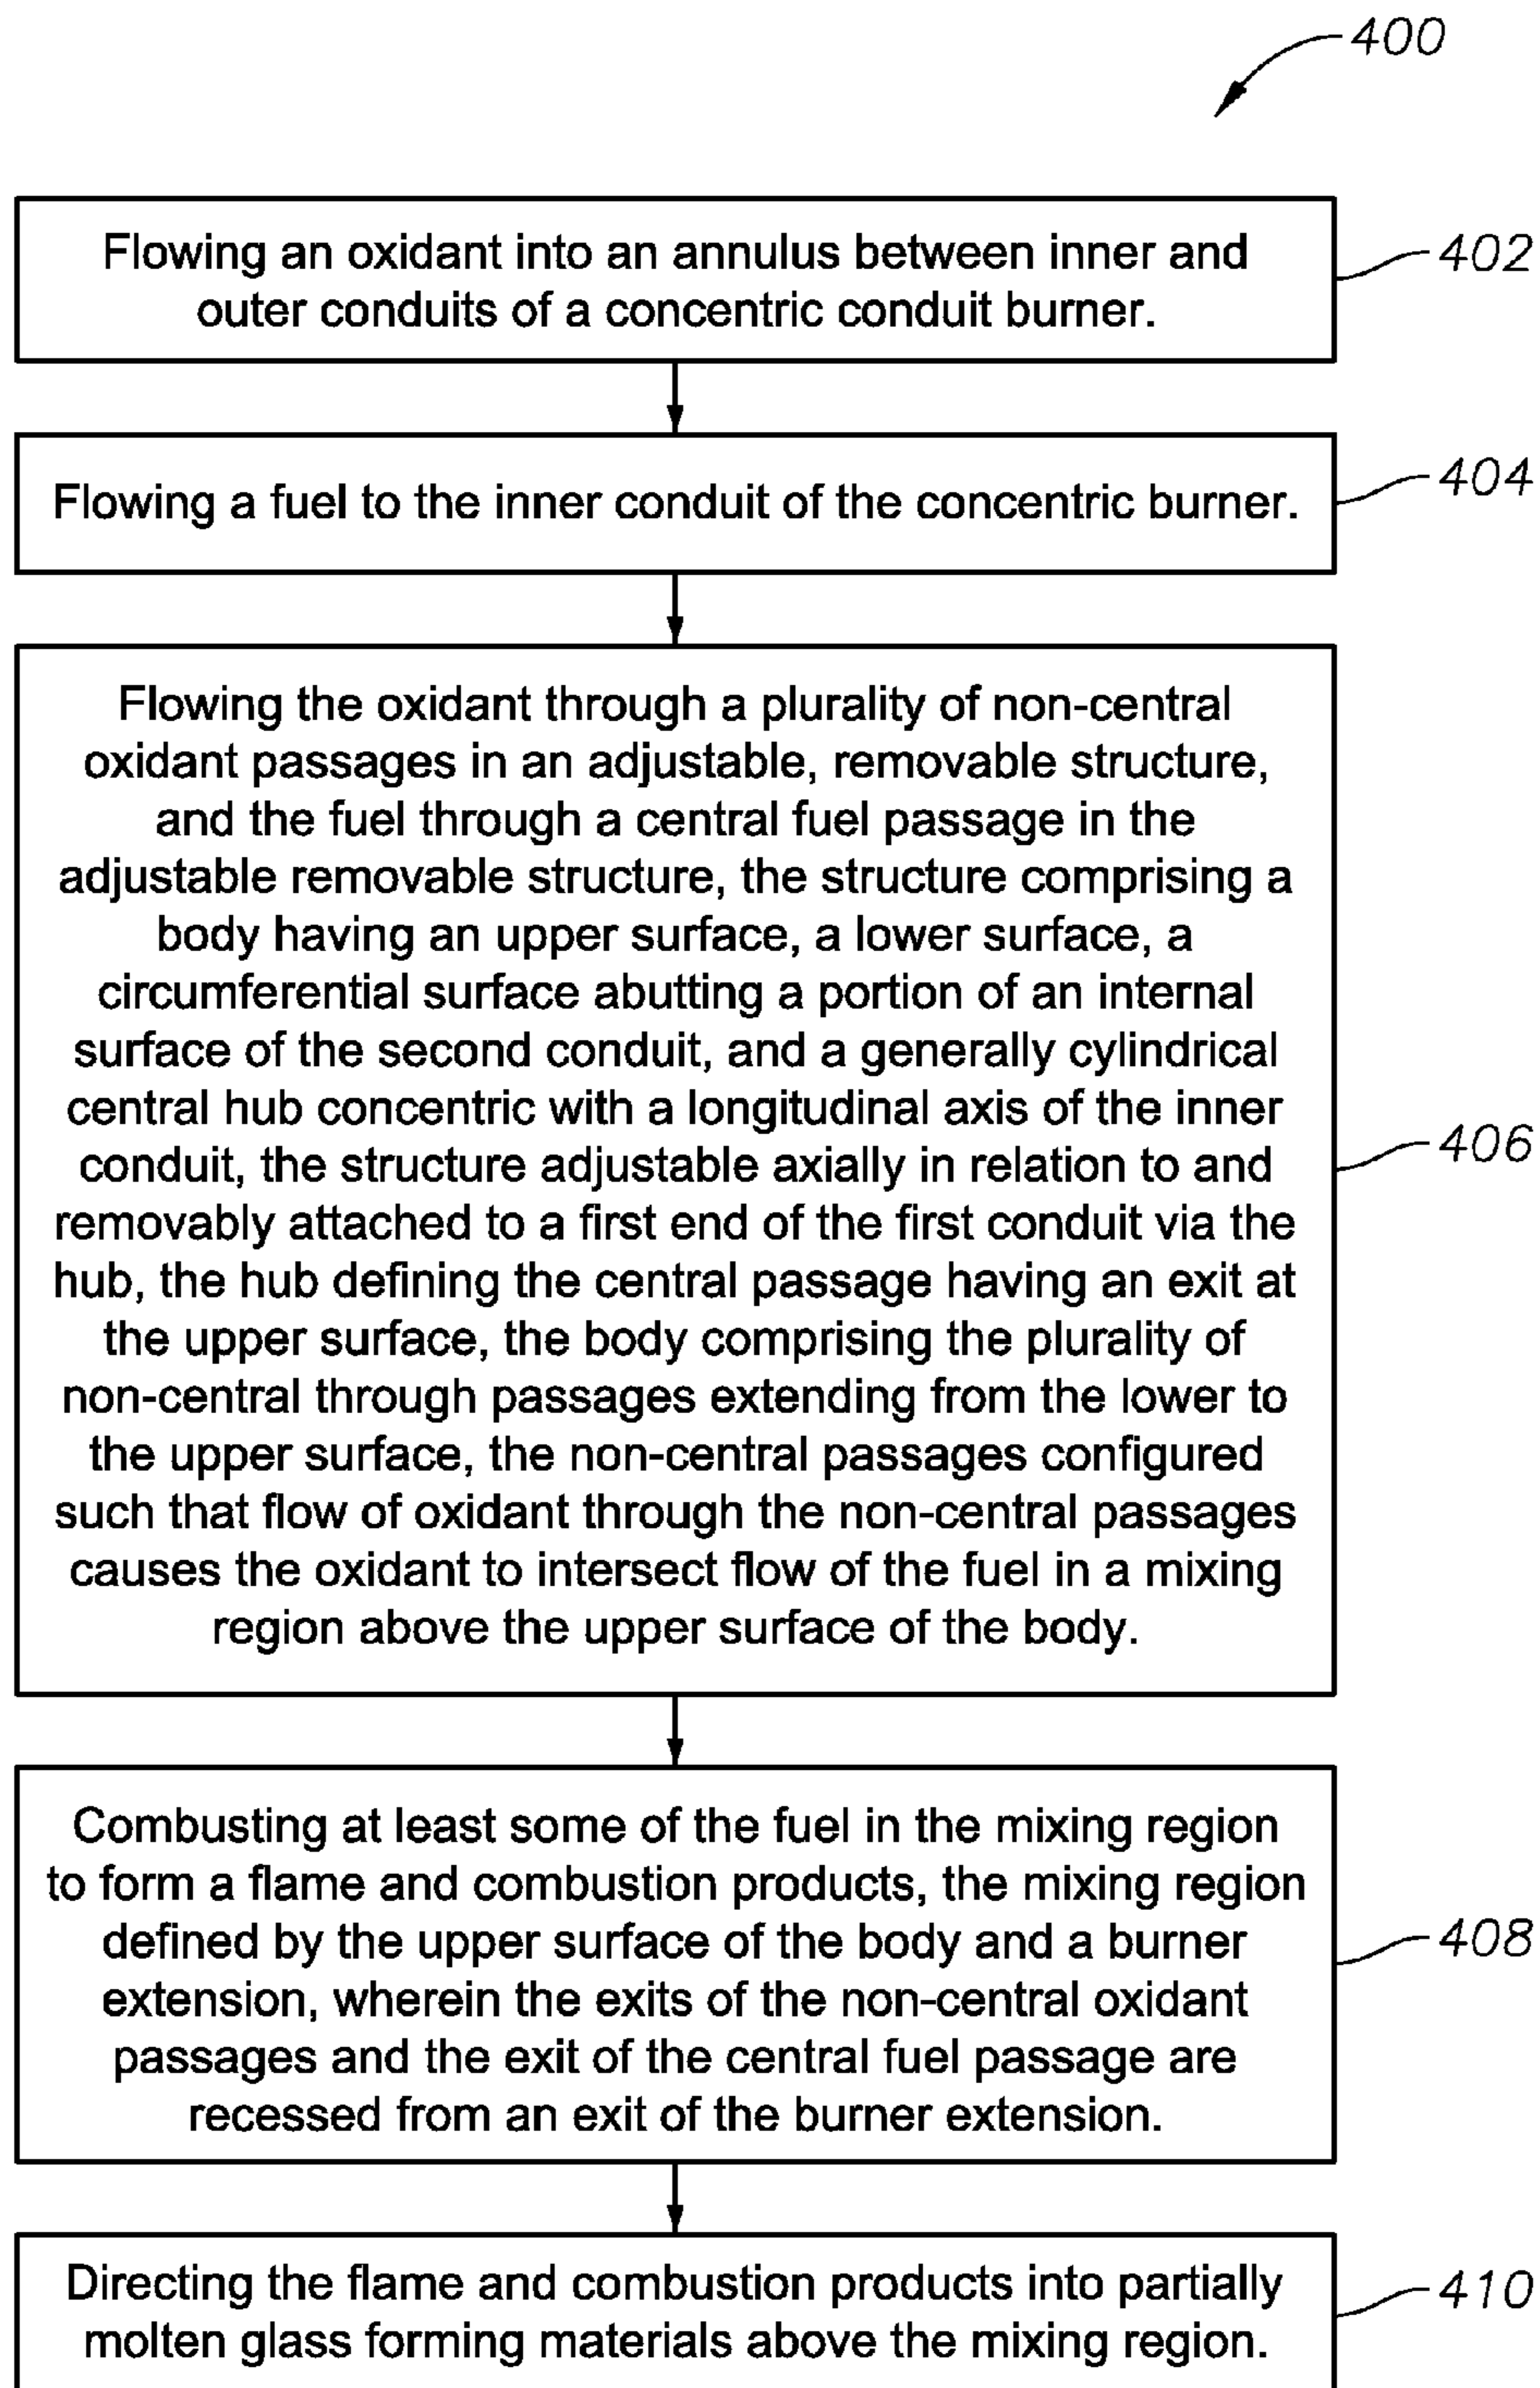 400
Flowing an oxidant into an annulus between inner and
outer conduits of a concentric conduit burner.
402
Flowing a fuel to the inner conduit of the concentric burner.
404
Flowing the oxidant through a plurality of non-central
oxidant passages in an adjustable, removable structure,
and the fuel through a central fuel passage in the
adjustable removable structure, the structure comprising a
body having an upper surface, a lower surface, a
circumferential surface abutting a portion of an internal
surface of the second conduit, and a generally cylindrical
central hub concentric with a longitudinal axis of the inner
conduit, the structure adjustable axially in relation to and
removably attached to a first end of the first conduit via the
hub, the hub defining the central passage having an exit at
the upper surface, the body comprising the plurality of
non-central through passages extending from the lower to
the upper surface, the non-central passages configured
such that flow of oxidant through the non-central passages
causes the oxidant to intersect flow of the fuel in a mixing
region above the upper surface of the body.
406
Combusting at least some of the fuel in the mixing region
to form a flame and combustion products, the mixing region
defined by the upper surface of the body and a burner
extension, wherein the exits of the non-central oxidant
passages and the exit of the central fuel passage are
recessed from an exit of the burner extension.
408
Directing the flame and combustion products into partially
molten glass forming materials above the mixing region.
410